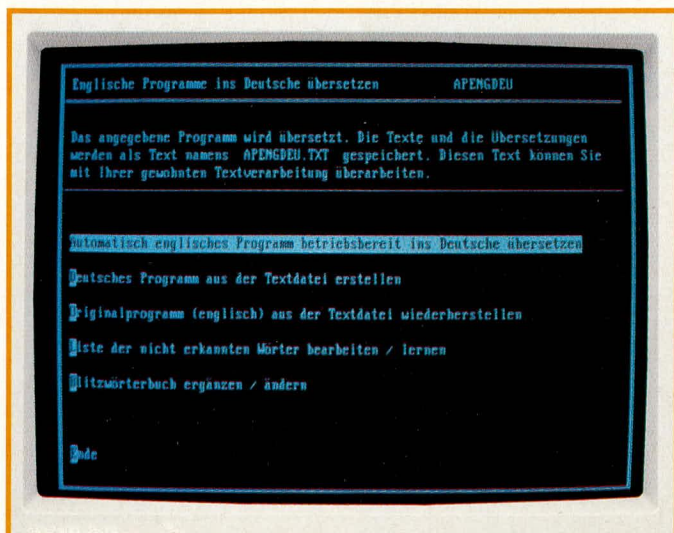 Englische Programme ins Deutsche übersetzen APENGDEU
Das angegebene Programm wird übersetzt. Die Texte und die Übersetzungen
werden als Text namens APENGDEU.TXT gespeichert. Diesen Text können Sie
mit Ihrer gewohnten Textverarbeitung überarbeiten.
Automatisch englisches Programm betriebsbereit ins Deutsche übersetzen
Deutsches Programm aus der Textdatei erstellen
Originalprogramm (englisch) aus der Textdatei wiederherstellen
Liste der nicht erkannten Wörter bearbeiten / lernen
Blitzwörterbuch ergänzen / ändern
Ende